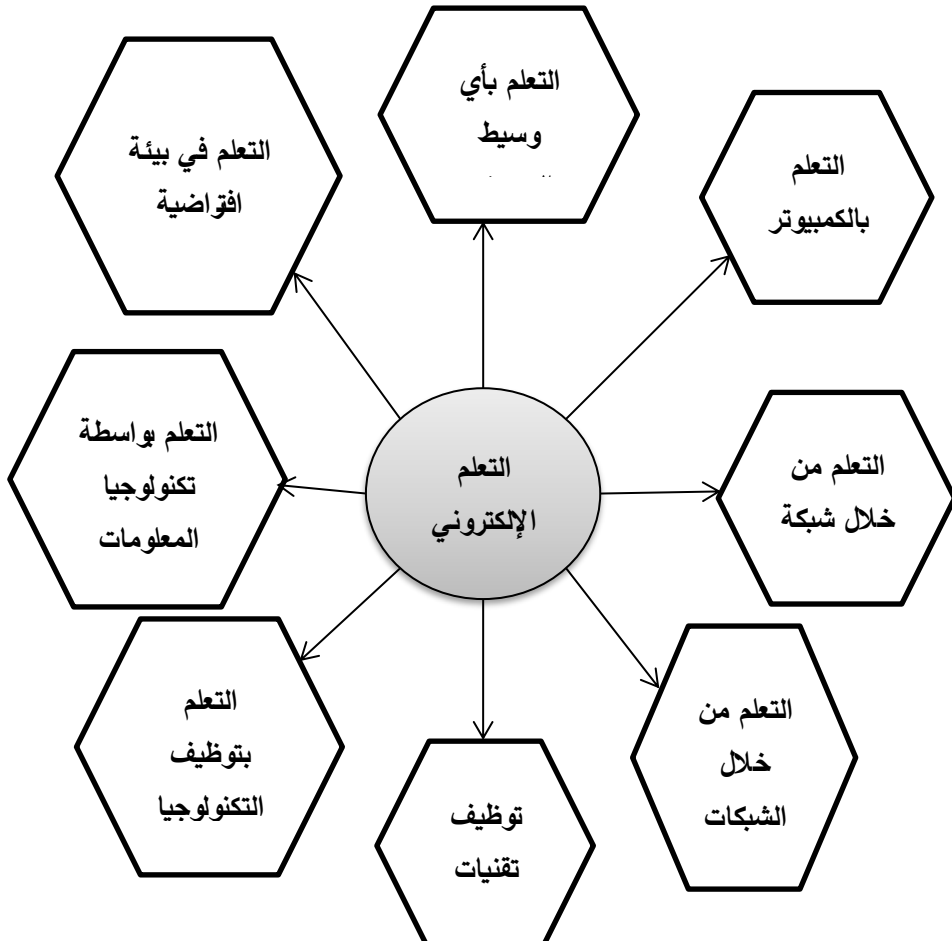 التعلم بأي
وسيط
التعلم في بيئة
افتراضية
التعلم
بالكمبيوتر
التعلم بواسطة
تكنولوجيا
المعلومات
التعلم
الإلكتروني
التعلم من
خلال شبكة
التعلم
بتوظيف
التكنولوجيا
توظيف
تقنيات
التعلم من
خلال
الشبكات